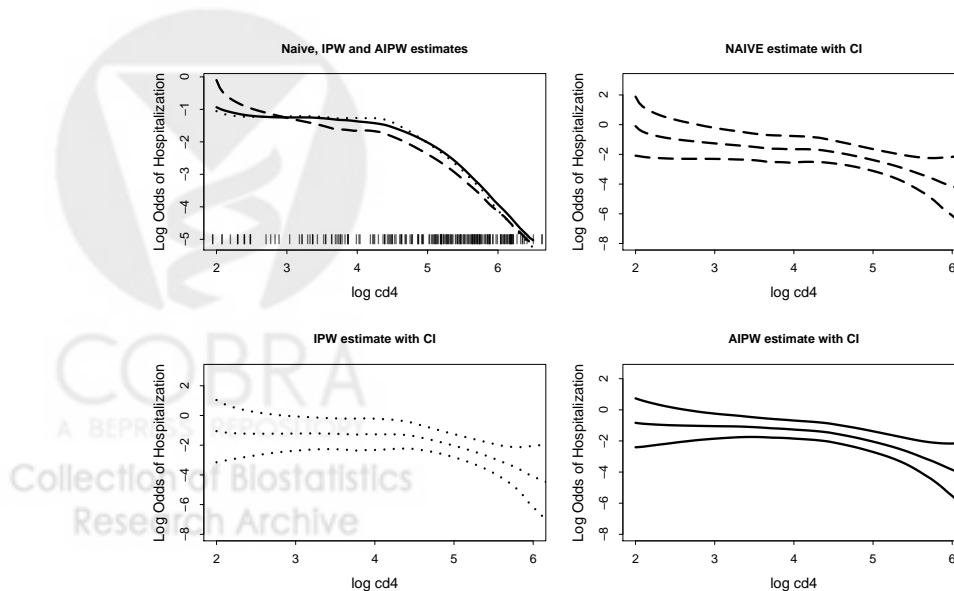 Naive, IPW and AIPW estimates
Log Odds of Hospitalization
0
−1
−2
−3
−4
−5
2 3 4 5 6
log cd4
NAIVE estimate with CI
Log Odds of Hospitalization
2
0
−2
−4
−6
−8
2 3 4 5 6
log cd4
IPW estimate with CI
Log Odds of Hospitalization
2
0
−2
−4
−6
−8
2 3 4 5 6
log cd4
AIPW estimate with CI
Log Odds of Hospitalization
2
0
−2
−4
−6
−8
2 3 4 5 6
log cd4
COBRA
A BEPRESS REPOSITORY
Collection of Biostatistics
Research Archive